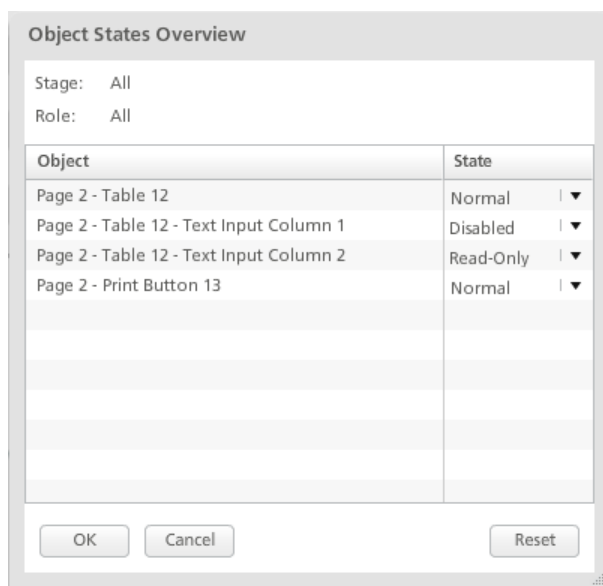 Object States Overview
Stage: All
Role: All
Object State
Page 2 - Table 12 Normal
Page 2 - Table 12 - Text Input Column 1 Disabled
Page 2 - Table 12 - Text Input Column 2 Read-Only
Page 2 - Print Button 13 Normal
OK Cancel Reset